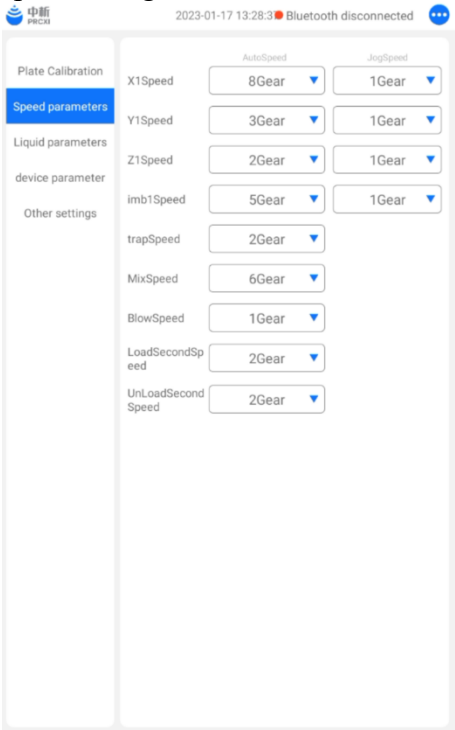 中析
PRCXI
2023-01-17 13:28:3 Bluetooth disconnected
Plate Calibration
Speed parameters
Liquid parameters
device parameter
Other settings
AutoSpeed JogSpeed
X1Speed 8Gear 1Gear
Y1Speed 3Gear 1Gear
Z1Speed 2Gear 1Gear
imb1Speed 5Gear 1Gear
trapSpeed 2Gear
MixSpeed 6Gear
BlowSpeed 1Gear
LoadSecondSp
eed 2Gear
UnLoadSecond
Speed 2Gear